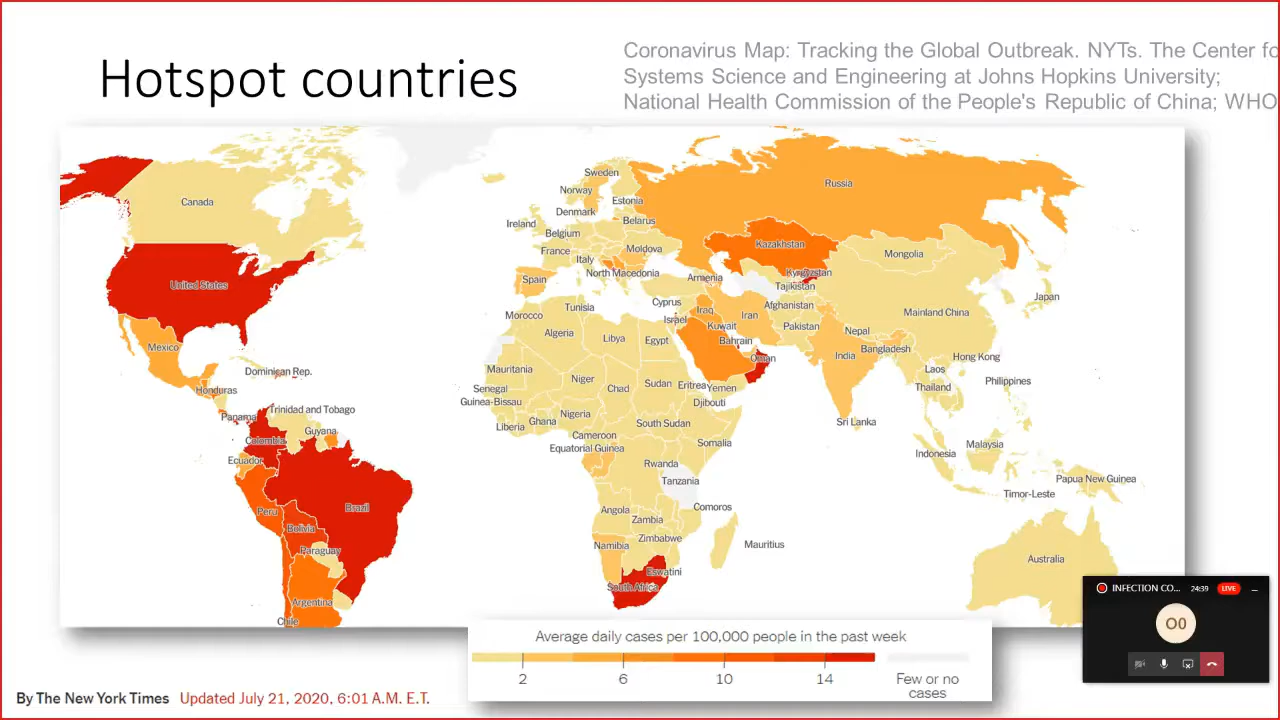 Hotspot countries
Coronavirus Map: Tracking the Global Outbreak. NYTs. The Center fo
Systems Science and Engineering at Johns Hopkins University;
National Health Commission of the People's Republic of China; WHO
Sweden
Russia
Norway
Canada
Estonia
Denmark
Belarus
Ireland
Belgium
Kazakhstan
France
Moldova
Mongolia
Italy
North Macedonia
Kyrgyzstan
Spain
Armenia
United States
Tajikistan
Japan
Cyprus
Afghanistan
Tunisia
Iraq
Mainland China
Morocco
Israel
Iran
Kuwait
Pakistan
Nepal
Algeria
Libya
Egypt
Bahrain
Mexico
Bangladesh
India
Hong Kong
Oman
Mauritania
Laos
Dominican Rep.
Niger
Chad
Sudan
Eritrea
Yemen
Thailand
Philippines
Honduras
Senegal
Guinea-Bissau
Djibouti
Trinidad and Tobago
Panama
Ghana
Nigeria
South Sudan
Sri Lanka
Liberia
Guyana
Cameroon
Colombia
Equatorial Guinea
Somalia
Malaysia
Indonesia
Ecuador
Rwanda
Tanzania
Papua New Guinea
Timor-Leste
Brazil
Peru
Angola
Comoros
Zambia
Bolivia
Zimbabwe
Paraguay
Namibia
Mauritius
Australia
Eswatini
South Africa
Argentina
Chile
INFECTION CO... 24:39 LIVE
O0
Average daily cases per 100,000 people in the past week
2 6 10 14 Few or no
cases
By The New York Times Updated July 21, 2020, 6:01 A.M. E.T.